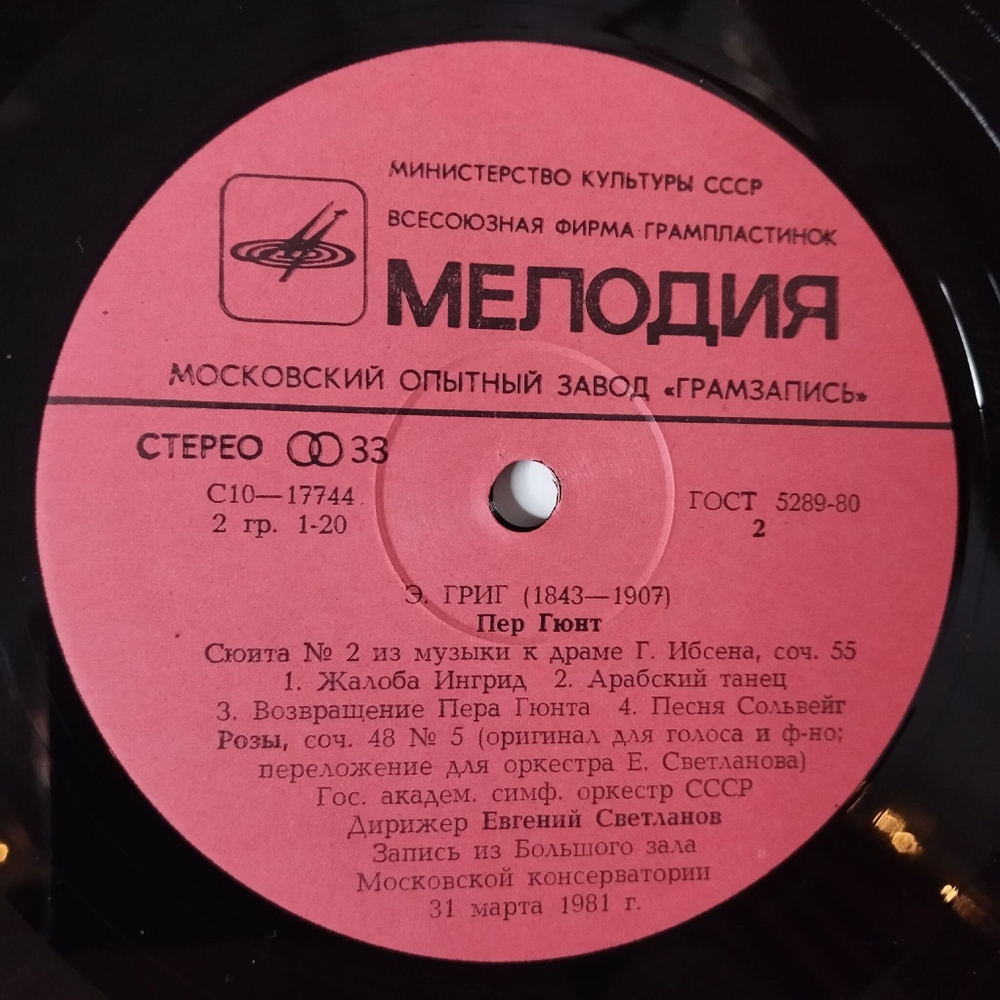 МИНИСТЕРСТВО КУЛЬТУРЫ СССР
ВСЕСОЮЗНАЯ ФИРМА ГРАМПЛАСТИНОК
МЕЛОДИЯ
МОСКОВСКИЙ ОПЫТНЫЙ ЗАВОД «ГРАМЗАПИСЬ»
СТЕРЕО 33
С10—17744
2 гр. 1-20
ГОСТ 5289-80
2
Э. ГРИГ (1843—1907)
Пер Гюнт
Сюита № 2 из музыки к драме Г. Ибсена, соч. 55
1. Жалоба Ингрид 2. Арабский танец
3. Возвращение Пера Гюнта 4. Песня Сольвейг
Розы, соч. 48 № 5 (оригинал для голоса и ф-но;
переложение для оркестра Е. Светланова)
Гос. академ. симф. оркестр СССР
Дирижер Евгений Светланов
Запись из Большого зала
Московской консерватории
31 марта 1981 г.